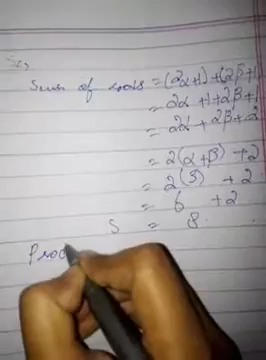 Sum of roots = (2α+1)+(2β+1)
= 2α+1+2β+1
= 2α+2β+2
= 2(α+β)+2
= 2(3)+2
= 6+2
S = 8
Prod